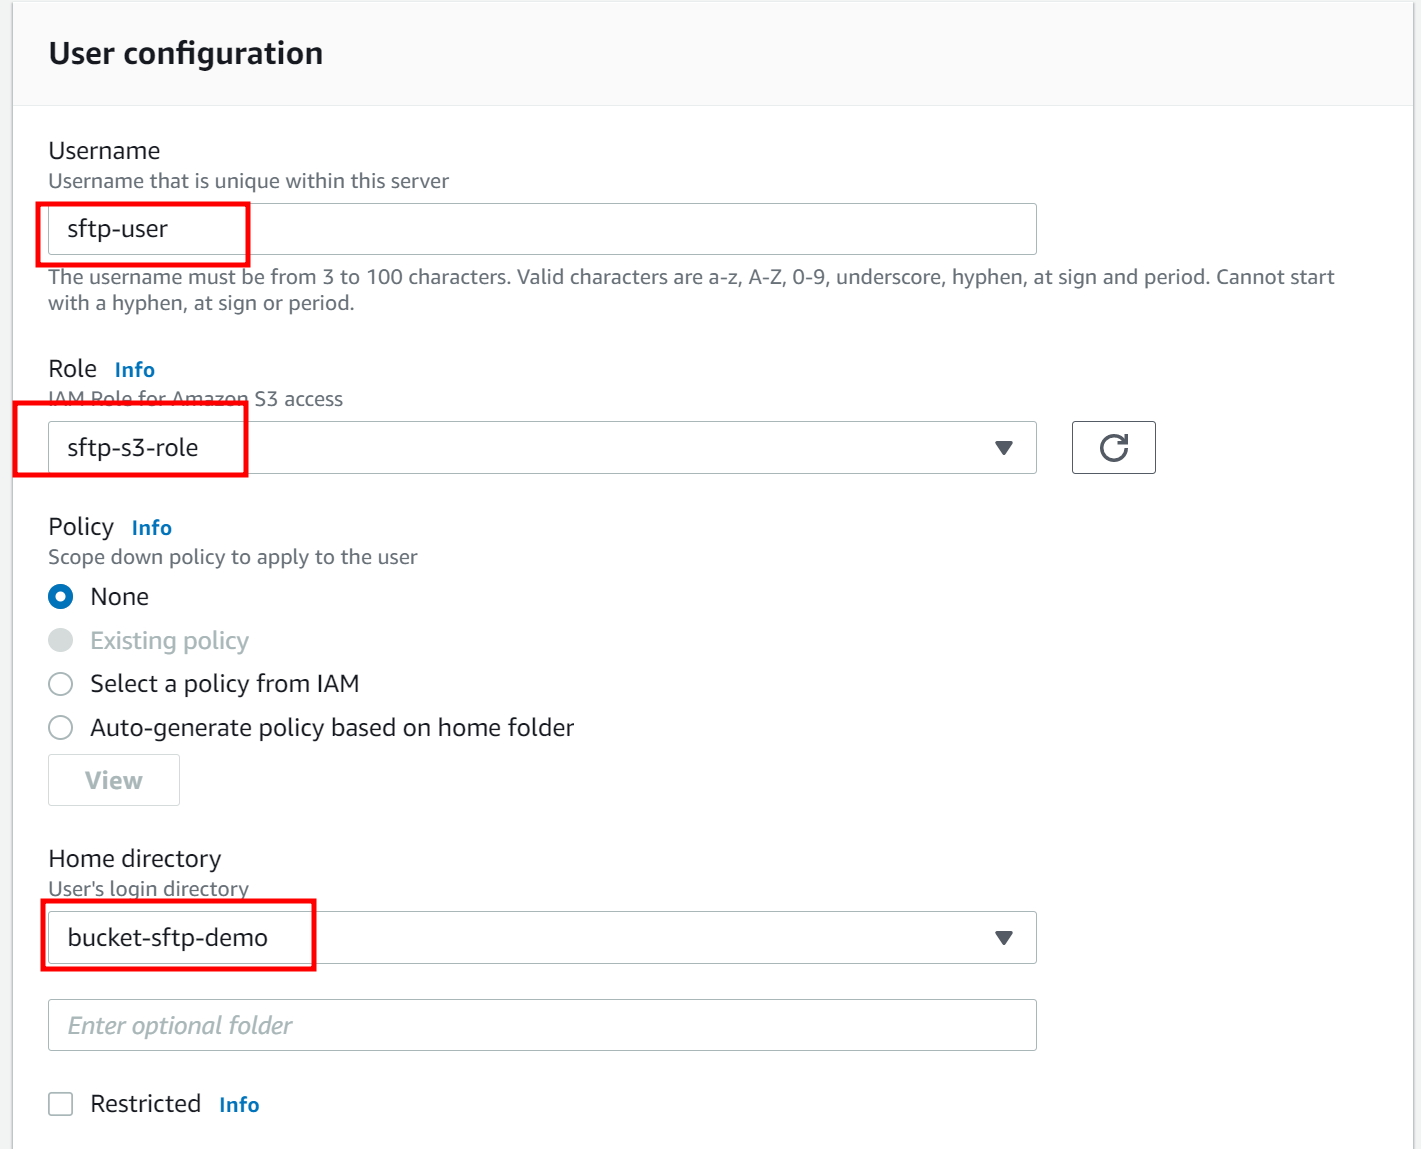 User configuration
Username
Username that is unique within this server
sftp-user
The username must be from 3 to 100 characters. Valid characters are a-z, A-Z, 0-9, underscore, hyphen, at sign and period. Cannot start
with a hyphen, at sign or period.
Role Info
IAM Role for Amazon S3 access
sftp-s3-role
Policy Info
Scope down policy to apply to the user
None
Existing policy
Select a policy from IAM
Auto-generate policy based on home folder
View
Home directory
User's login directory
bucket-sftp-demo
Enter optional folder
Restricted Info